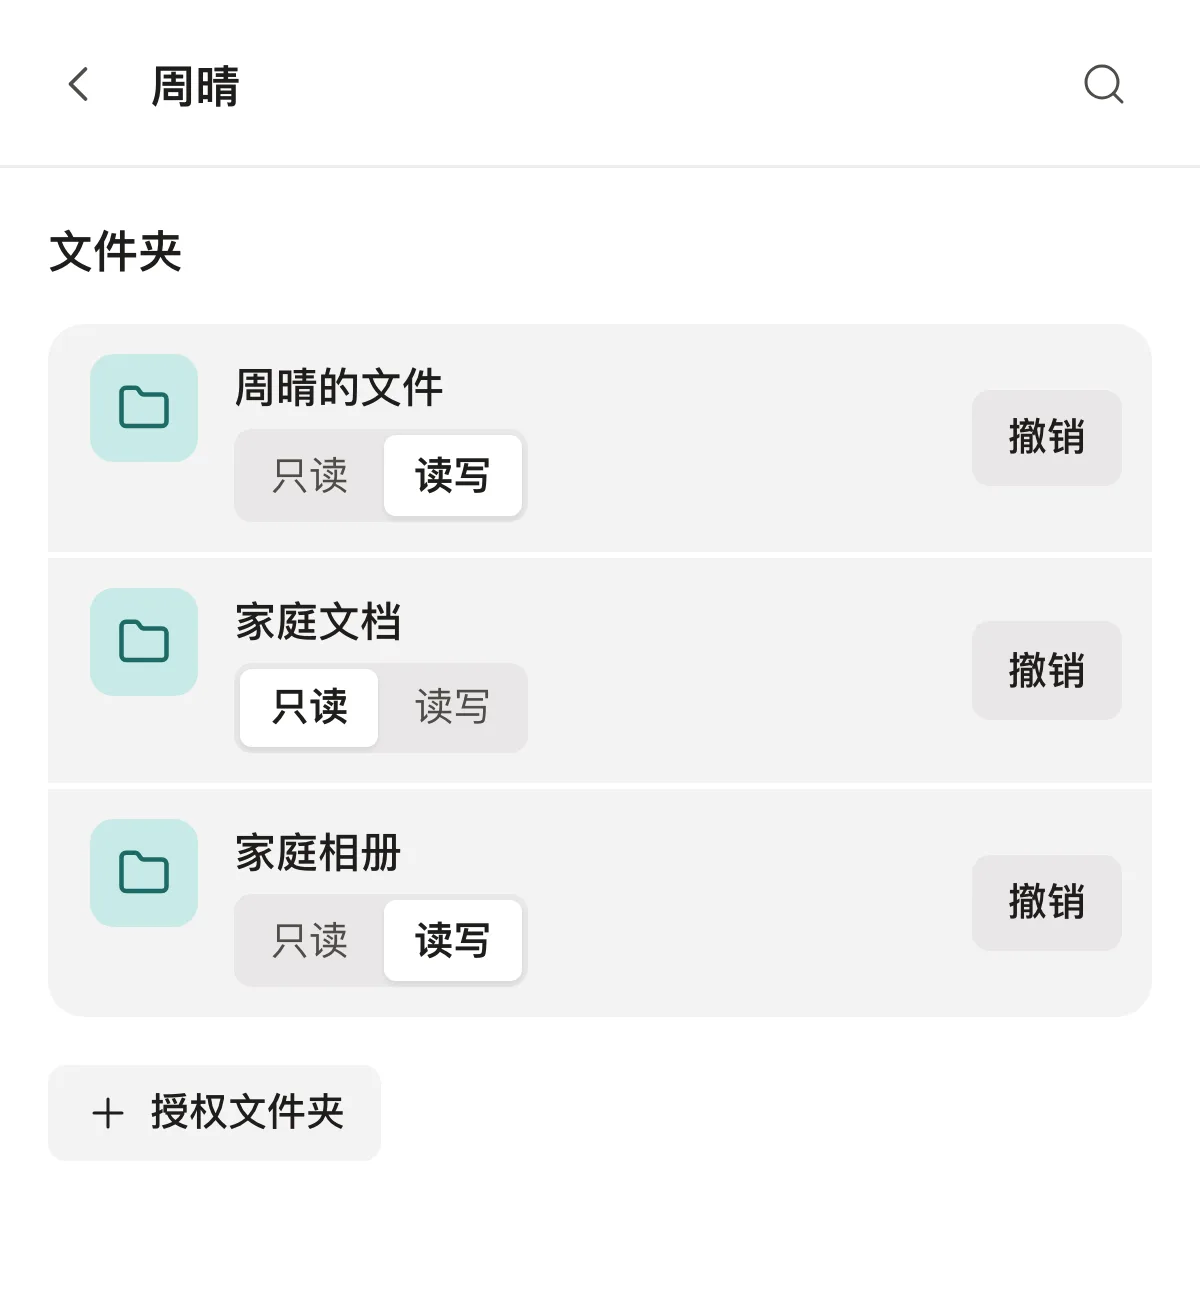 周晴
文件夹
周晴的文件
只读 读写
撤销
家庭文档
只读 读写
撤销
家庭相册
只读 读写
撤销
授权文件夹